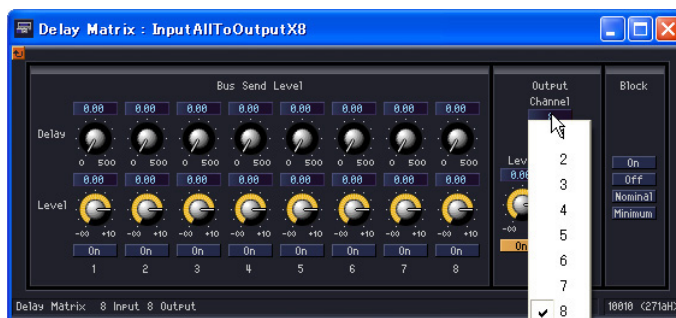 Delay Matrix : InputAllToOutputX8
Bus Send Level
Output
Channel
Block
0.00 0.00 0.00 0.00 0.00 0.00 0.00 0.00
Delay
0 500 0 500 0 500 0 500 0 500 0 500 0 500 0 500
0.00 0.00 0.00 0.00 0.00 0.00 0.00 0.00
Level
-∞ +10 -∞ +10 -∞ +10 -∞ +10 -∞ +10 -∞ +10 -∞ +10 -∞ +10
On On On On On On On On
1 2 3 4 5 6 7 8
-∞
On
1
2
3
4
5
6
7
8
On
Off
Nominal
Minimum
Delay Matrix 8 Input 8 Output
10010 (271aH)